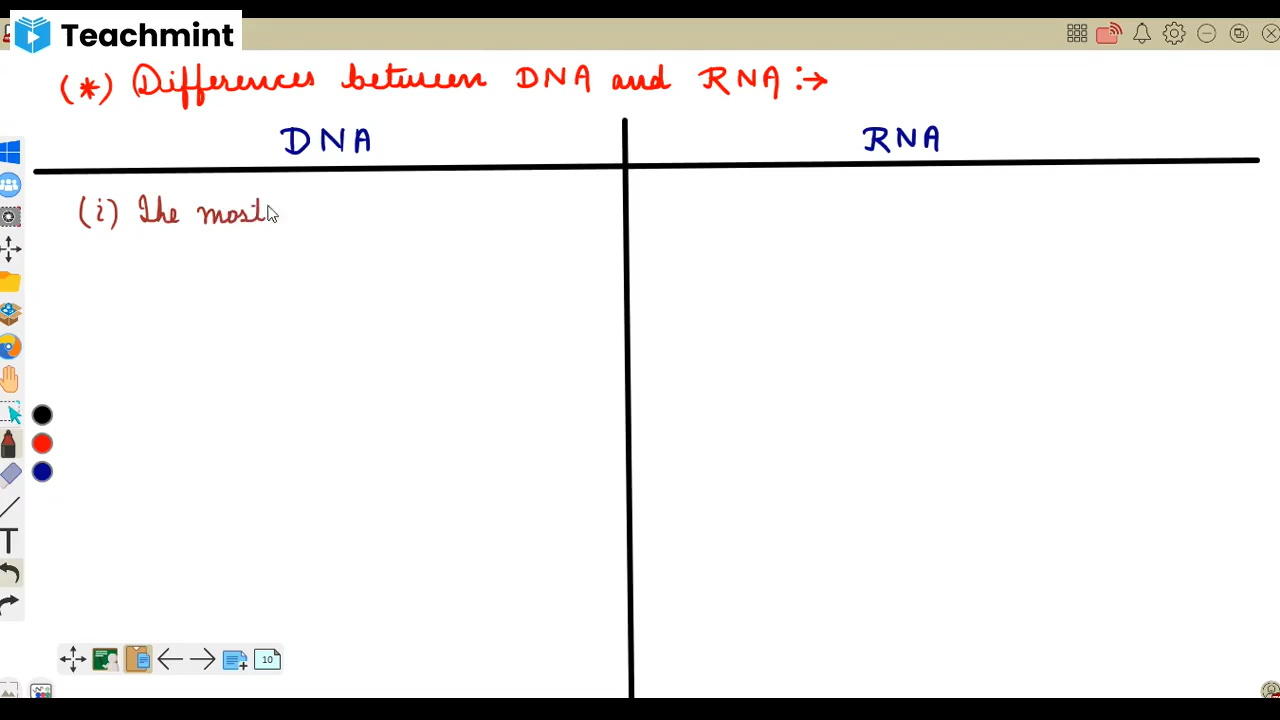 Teachmint
(*) Differences between DNA and RNA :→
DNA
RNA
(i) The most
T
10